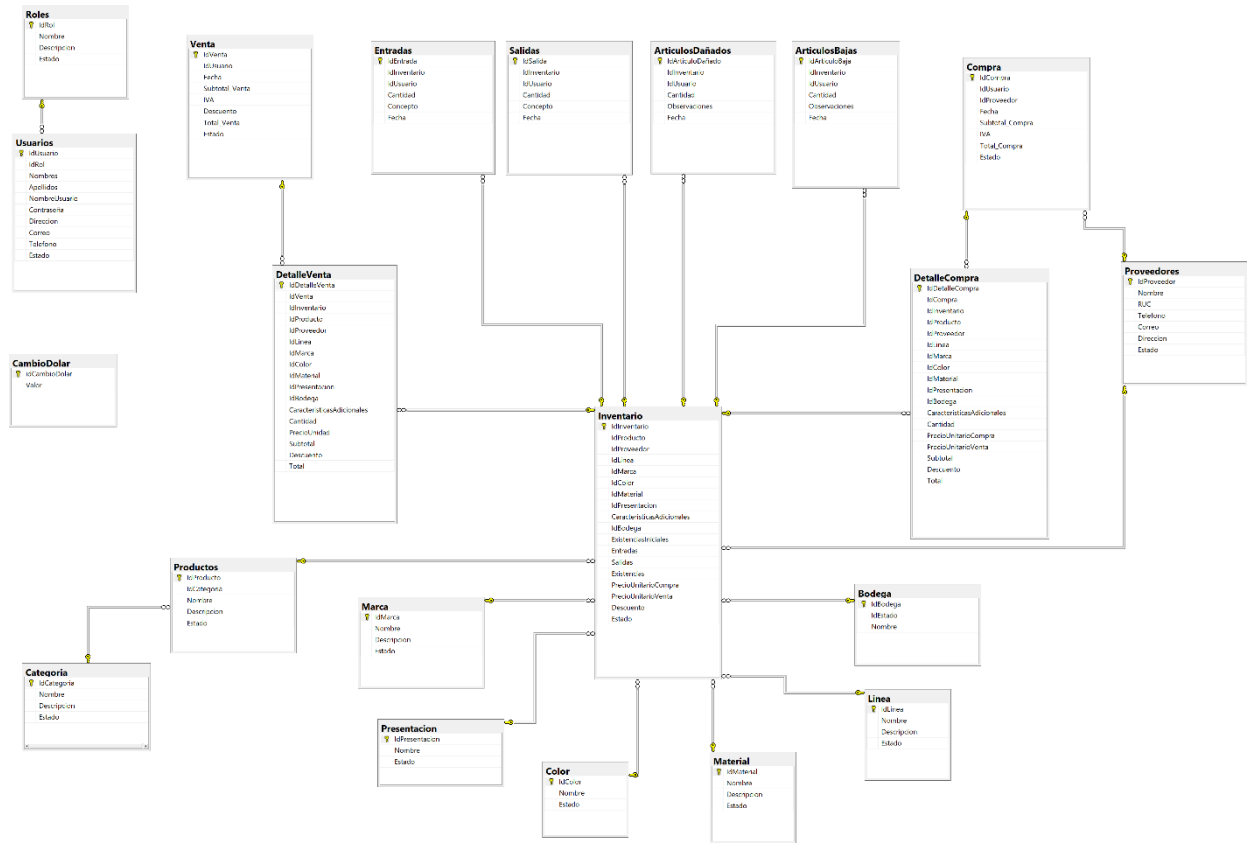 Roles
IdRol
Nombre
Descripcion
Estado
Usuarios
IdUsuario
IdRol
Nombres
Apellidos
NombreUsuario
Contraseña
Direccion
Correo
Telefono
Estado
CambioDolar
IdCambioDolar
Valor
Venta
IdVenta
IdUsuario
Fecha
Subtotal_Venta
IVA
Descuento
Total_Venta
Estado
Entradas
IdEntrada
IdInventario
IdUsuario
Cantidad
Concepto
Fecha
Salidas
IdSalida
IdInventario
IdUsuario
Cantidad
Concepto
Fecha
ArticulosDañados
IdArticuloDañado
IdInventario
IdUsuario
Cantidad
Observaciones
Fecha
ArticulosBajas
IdArticuloBaja
IdInventario
IdUsuario
Cantidad
Observaciones
Fecha
Compra
IdCompra
IdUsuario
IdProveedor
Fecha
Subtotal_Compra
IVA
Total_Compra
Estado
DetalleVenta
IdDetalleVenta
IdVenta
IdInventario
IdProducto
IdProveedor
IdLinea
IdMarca
IdColor
IdMaterial
IdPresentacion
IdBodega
CaracteristicasAdicionales
Cantidad
PrecioUnidad
Subtotal
Descuento
Total
DetalleCompra
IdDetalleCompra
IdCompra
IdInventario
IdProducto
IdProveedor
IdLinea
IdMarca
IdColor
IdMaterial
IdPresentacion
IdBodega
CaracteristicasAdicionales
Cantidad
PrecioUnitarioCompra
PrecioUnitarioVenta
Subtotal
Descuento
Total
Proveedores
IdProveedor
Nombre
RUC
Telefono
Correo
Direccion
Estado
Inventario
IdInventario
IdProducto
IdProveedor
IdLinea
IdMarca
IdColor
IdMaterial
IdPresentacion
CaracteristicasAdicionales
IdBodega
ExistenciasIniciales
Entradas
Salidas
Existencias
PrecioUnitarioCompra
PrecioUnitarioVenta
Descuento
Estado
Productos
IdProducto
IdCategoria
Nombre
Descripcion
Estado
Categoria
IdCategoria
Nombre
Descripcion
Estado
Marca
IdMarca
Nombre
Descripcion
Estado
Presentacion
IdPresentacion
Nombre
Estado
Color
IdColor
Nombre
Estado
Material
IdMaterial
Nombre
Descripcion
Estado
Bodega
IdBodega
IdEstado
Nombre
Linea
IdLinea
Nombre
Descripcion
Estado